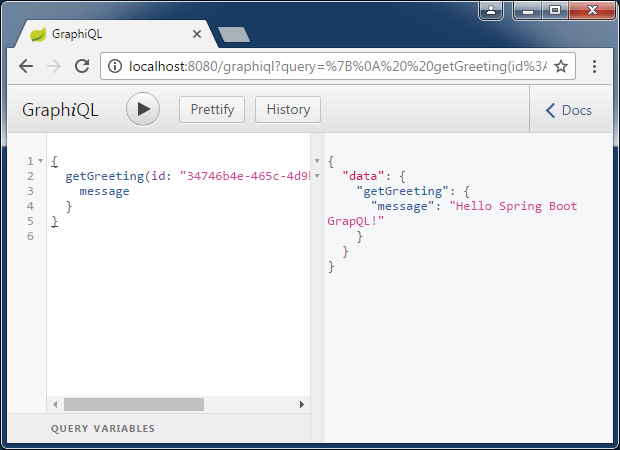 GraphiQL
localhost:8080/graphiql?query=%7B%0A%20%20getGreeting(id%3A
GraphiQL
Prettify
History
Docs
1 {
2 getGreeting(id: "34746b4e-465c-4d9
3 message
4 }
5 }
6
{
"data": {
"getGreeting": {
"message": "Hello Spring Boot
GrapQL!"
}
}
}
QUERY VARIABLES